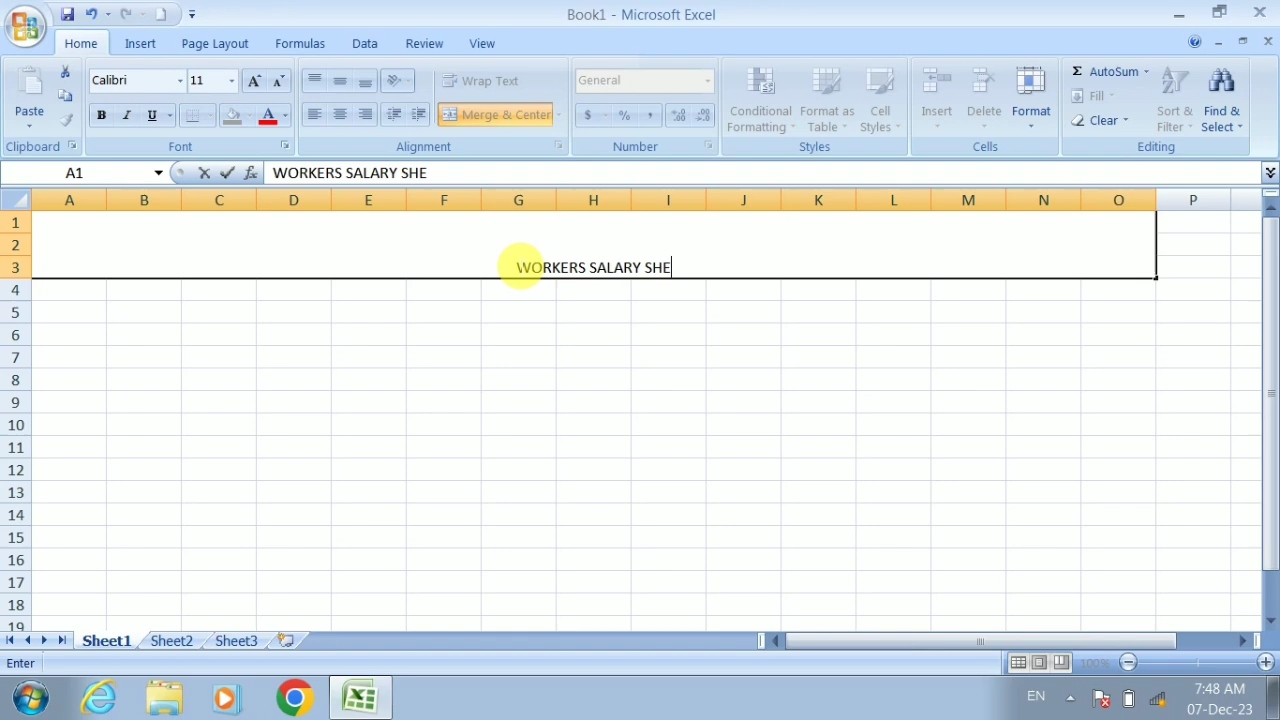 Book1 - Microsoft Excel
Home Insert Page Layout Formulas Data Review View
Paste
Clipboard
Calibri 11
B I U
Font
Wrap Text
Merge & Center
Alignment
General
$ % ,
Number
Conditional Formatting
Format as Table
Cell Styles
Styles
Insert Delete Format
Cells
Σ AutoSum
Fill
Clear
Sort & Filter
Find & Select
Editing
A1 fx WORKERS SALARY SHE
A B C D E F G H I J K L M N O P
1
2
3 WORKERS SALARY SHE
4
5
6
7
8
9
10
11
12
13
14
15
16
17
18
19
Sheet1 Sheet2 Sheet3
Enter 100%
EN 7:48 AM
07-Dec-23